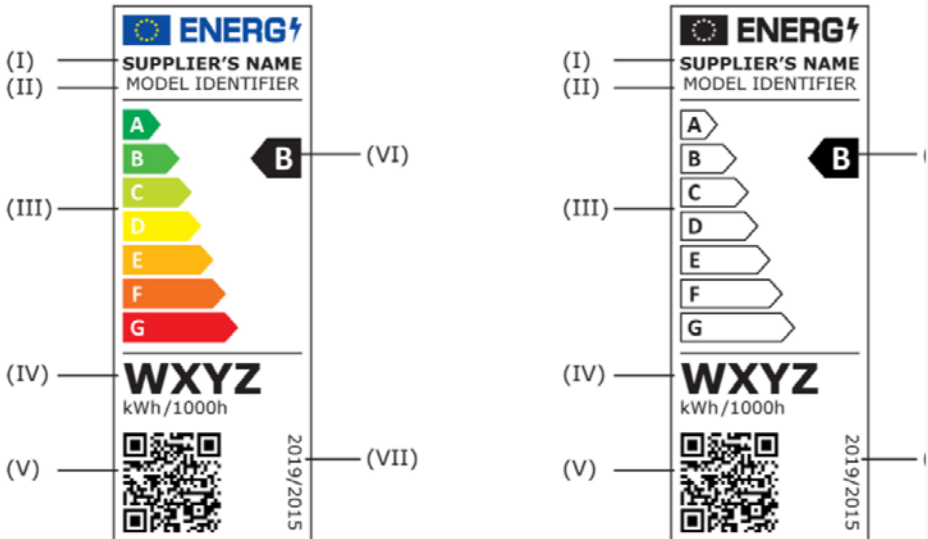 ENERG
(I) SUPPLIER'S NAME
(II) MODEL IDENTIFIER
A
B B (VI)
C
(III)
D
E
F
G
(IV) WXYZ
kWh/1000h
(V)
2019/2015 (VII)
ENERG
(I) SUPPLIER'S NAME
(II) MODEL IDENTIFIER
A
B B (
C
(III)
D
E
F
G
(IV) WXYZ
kWh/1000h
(V)
2019/2015 (